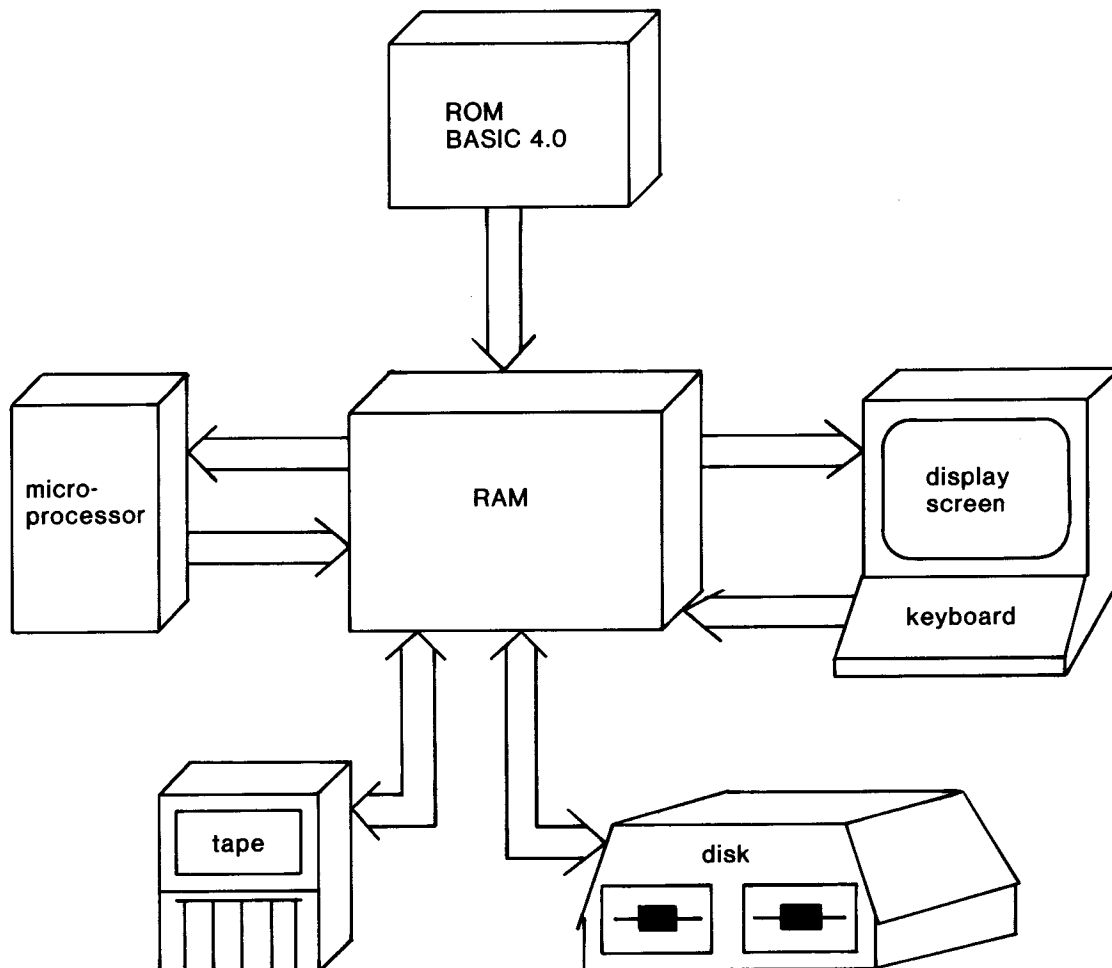 ROM
BASIC 4.0
micro-
processor
RAM
display
screen
keyboard
tape
disk